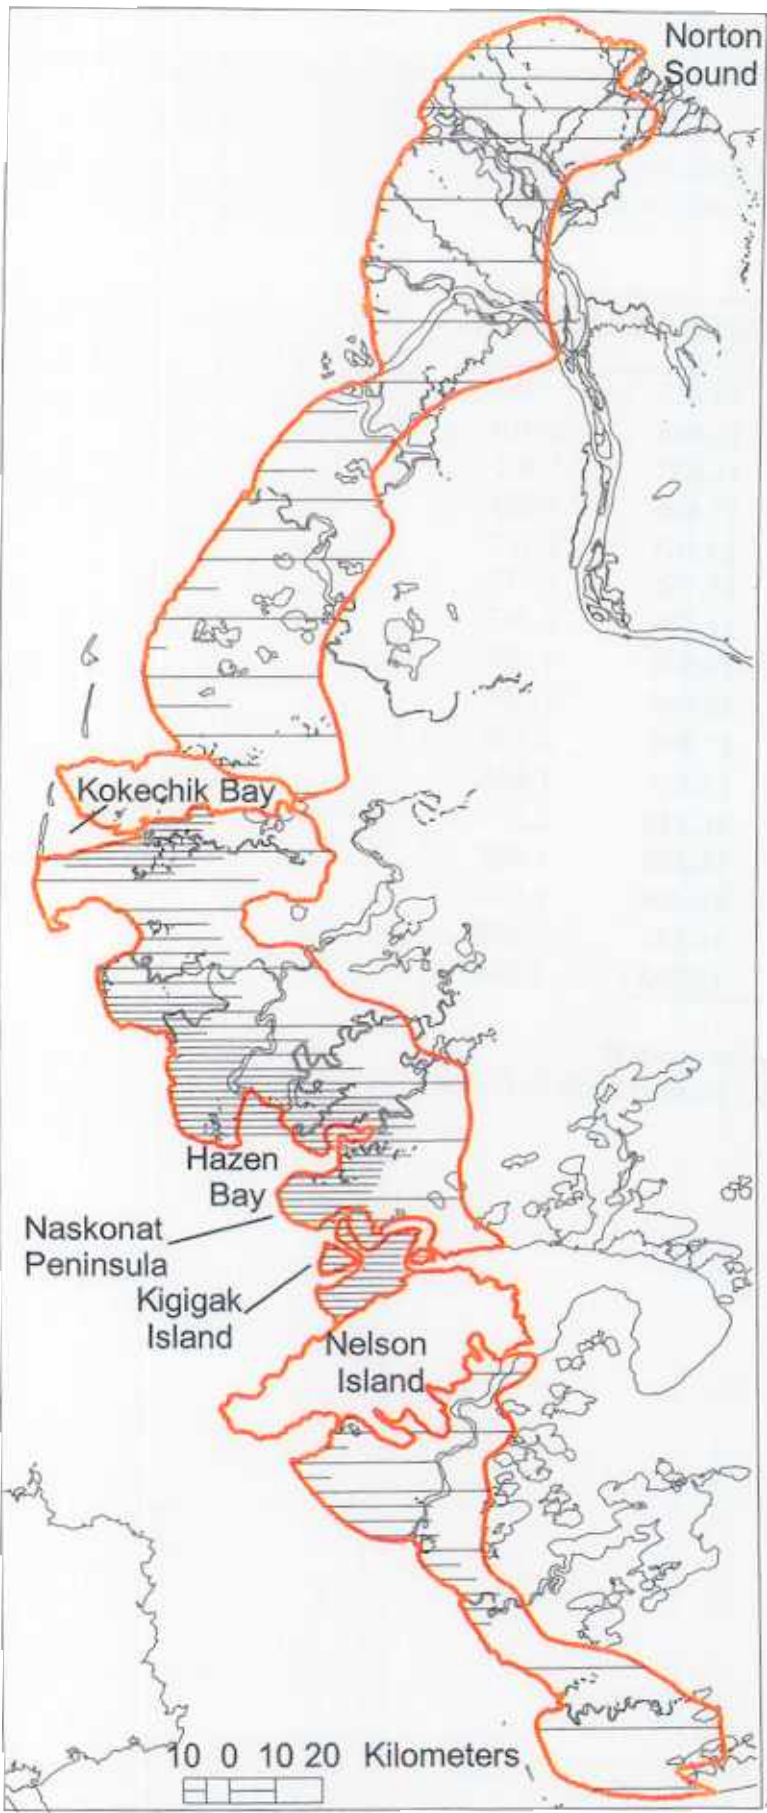 Norton
Sound
Kokechik Bay
Hazen
Bay
Naskonat
Peninsula
Kigigak
Island
Nelson
Island
10 0 10 20 Kilometers